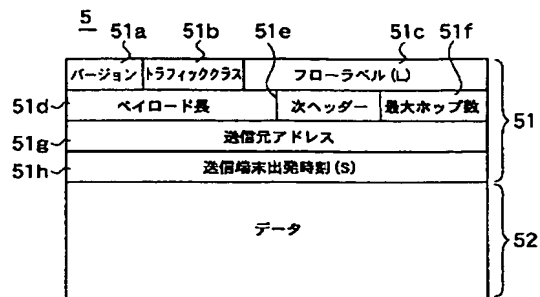 5
51a 51b 51e 51c 51f
バージョン トラフィッククラス フローラベル(L)
51d ペイロード長 次ヘッダー 最大ホップ数 51
51g 送信元アドレス
51h 送信端末出発時刻(S)
データ 52